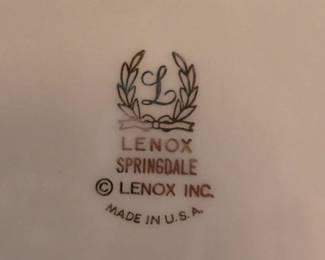 L
LENOX
SPRINGDALE
© LENOX INC.
MADE IN U.S.A.